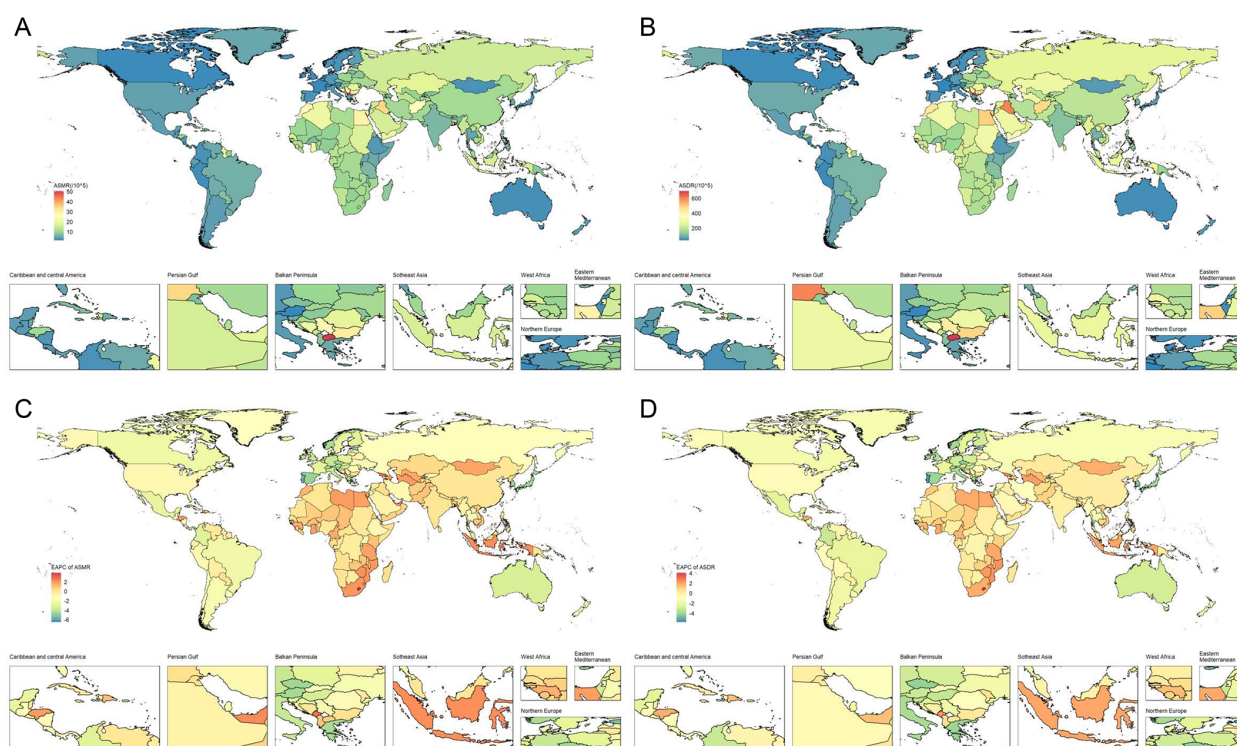 A
ASMR(/10^5)
50
40
30
20
10
Caribbean and central America
Persian Gulf
Balkan Peninsula
Sotheast Asia
West Africa
Eastern
Mediterranean
Northern Europe
B
ASDR(/10^5)
600
400
200
Caribbean and central America
Persian Gulf
Balkan Peninsula
Sotheast Asia
West Africa
Eastern
Mediterranean
Northern Europe
C
EAPC of ASMR
2
0
-2
-4
-6
Caribbean and central America
Persian Gulf
Balkan Peninsula
Sotheast Asia
West Africa
Eastern
Mediterranean
Northern Europe
D
EAPC of ASDR
4
2
0
-2
-4
Caribbean and central America
Persian Gulf
Balkan Peninsula
Sotheast Asia
West Africa
Eastern
Mediterranean
Northern Europe